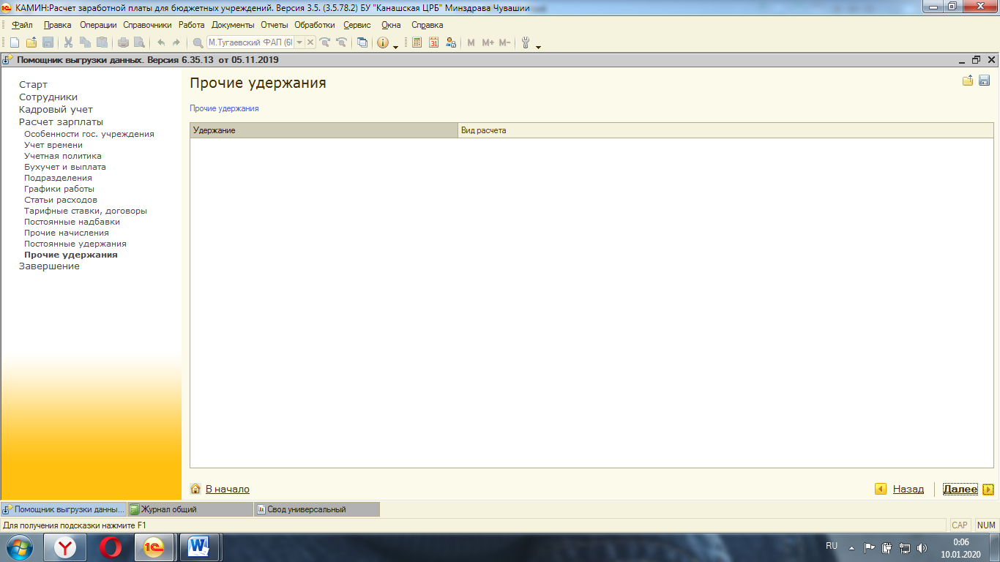 КАМИН:Расчет заработной платы для бюджетных учреждений. Версия 3.5. (3.5.78.2) БУ "Канашская ЦРБ" Минздрава Чувашии
Файл Правка Операции Справочники Работа Документы Отчеты Обработки Сервис Окна Справка
М.Тугаевский ФАП (6 31 M M+ M-
Помощник выгрузки данных. Версия 6.35.13 от 05.11.2019
Старт
Сотрудники
Кадровый учет
Расчет зарплаты
Особенности гос. учреждения
Учет времени
Учетная политика
Бухучет и выплата
Подразделения
Графики работы
Статьи расходов
Тарифные ставки, договоры
Постоянные надбавки
Прочие начисления
Постоянные удержания
Прочие удержания
Завершение
Прочие удержания
Прочие удержания
Удержание Вид расчета
В начало Назад Далее
Помощник выгрузки данны... Журнал общий Свод универсальный
Для получения подсказки нажмите F1 CAP NUM
RU 0:06
10.01.2020